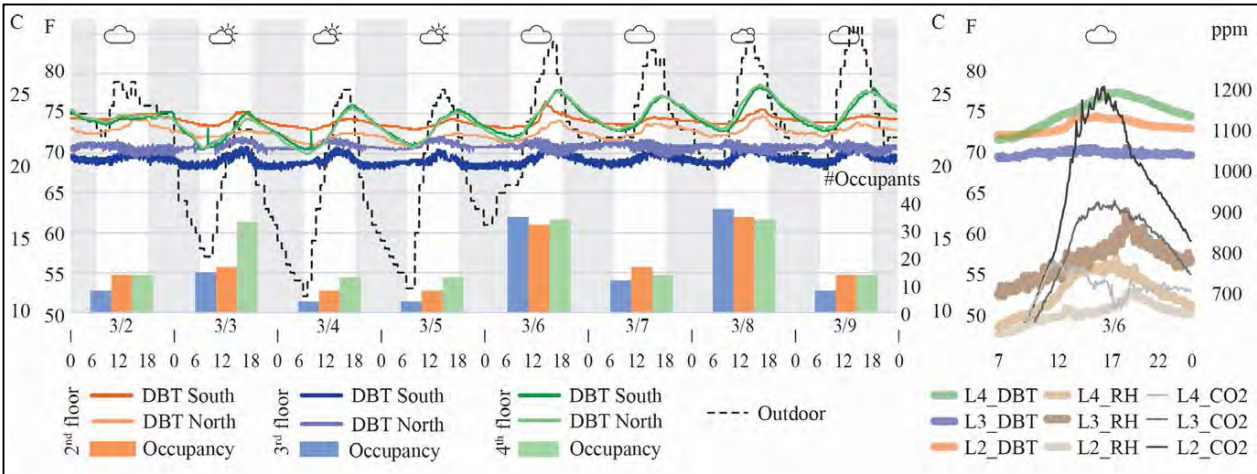 C F C F ppm
80 80
25 25 1200
75 75
1100
70 70
20 20
#Occupants 1000
65 40 65
30 900
60 15 60 15
20 800
55 10 55
700
10 50 0 10 50
3/2 3/3 3/4 3/5 3/6 3/7 3/8 3/9 3/6
0 6 12 18 0 6 12 18 0 6 12 18 0 6 12 18 0 6 12 18 0 6 12 18 0 6 12 18 0 6 12 18 0 7 12 17 22 0
2nd floor DBT South 3rd floor DBT South 4th floor DBT South L4_DBT L4_RH L4_CO2
DBT North DBT North DBT North Outdoor L3_DBT L3_RH L3_CO2
Occupancy Occupancy Occupancy L2_DBT L2_RH L2_CO2